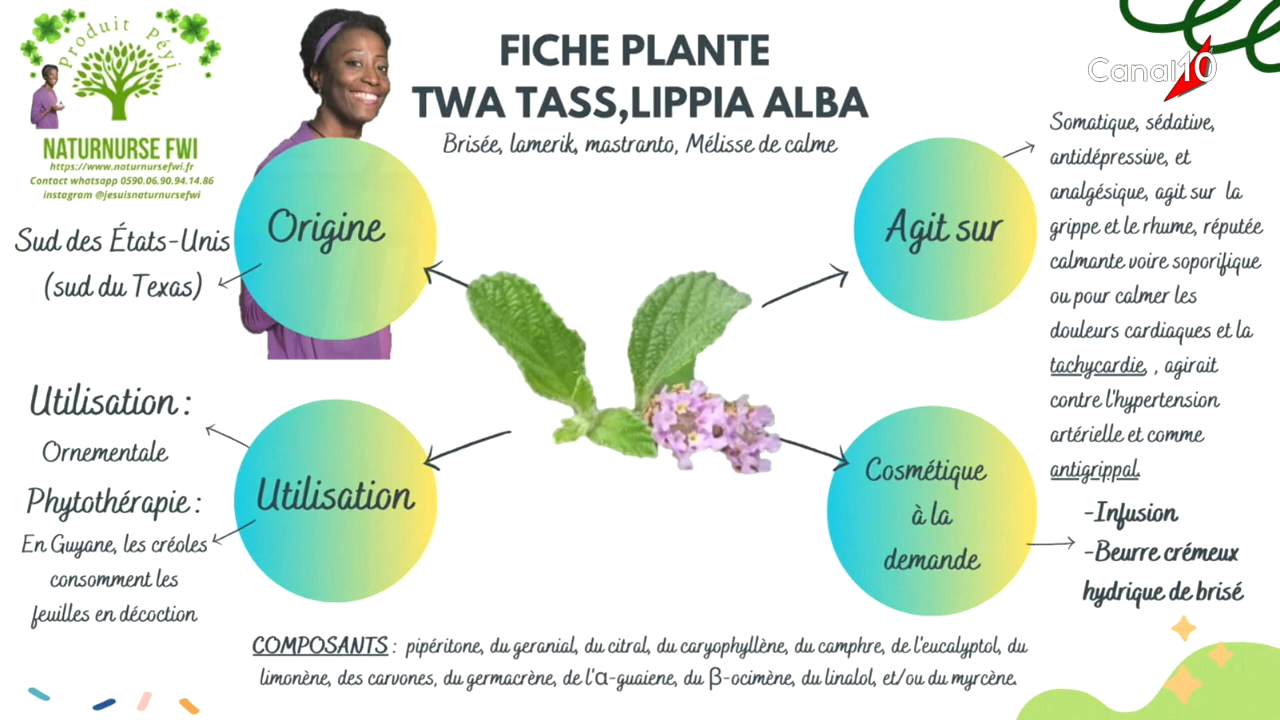 Produit Péyi
NATURNURSE FWI
https://www.naturnursefwi.fr
Contact whatsapp 0590.06.90.94.14.86
instagram @jesuisnaturnursefwi
FICHE PLANTE
TWA TASS,LIPPIA ALBA
Brisée, lamerik, mastranto, Mélisse de calme
Canal10
Origine
Sud des États-Unis
(sud du Texas)
Agit sur
Somatique, sédative,
antidépressive, et
analgésique, agit sur la
grippe et le rhume, réputée
calmante voire soporifique
ou pour calmer les
douleurs cardiaques et la
tachycardie, , agirait
contre l'hypertension
artérielle et comme
antigrippal.
Utilisation :
Ornementale
Phytothérapie :
En Guyane, les créoles
consomment les
feuilles en décoction
Utilisation
Cosmétique
à la
demande
-Infusion
-Beurre crémeux
hydrique de brisé
COMPOSANTS : pipéritone, du geranial, du citral, du caryophyllène, du camphre, de l'eucalyptol, du
limonène, des carvones, du germacrène, de l'α-guaiene, du β-ocimène, du linalol, et/ou du myrcène.